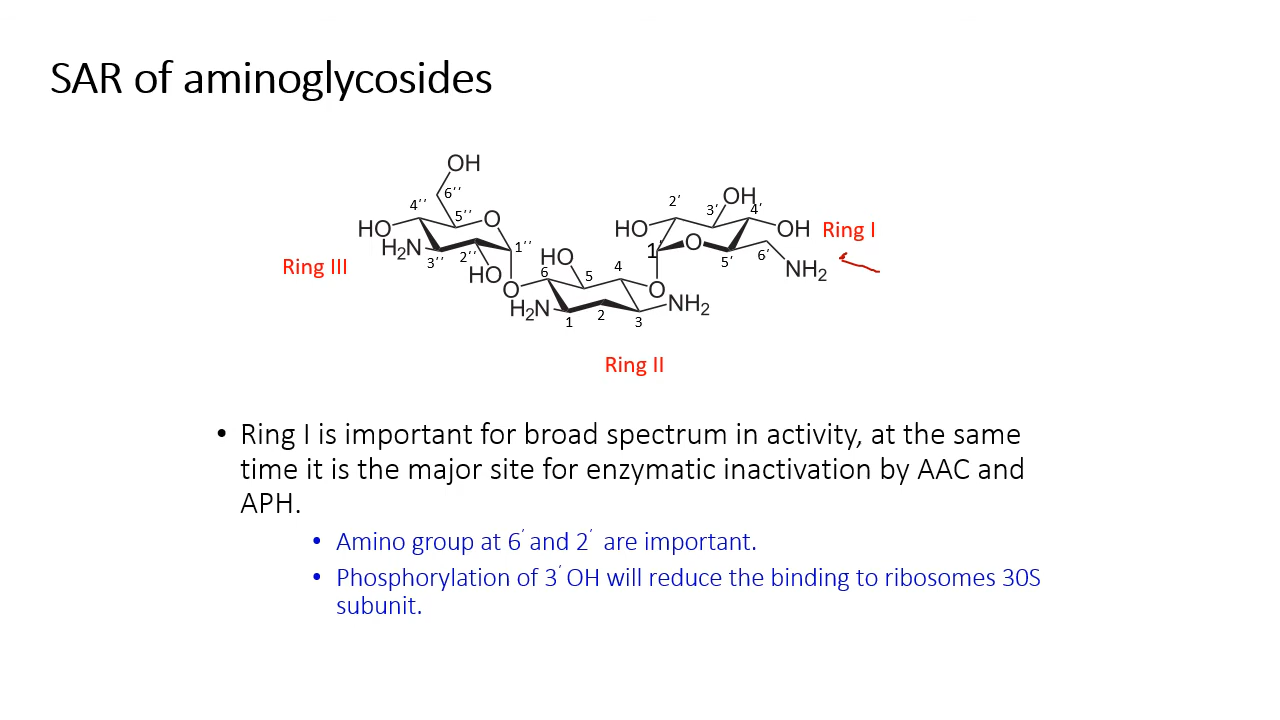 SAR of aminoglycosides
OH
6′′
4′′
5′′
O
HO
H₂N
3′′
2′′
1′′
HO
Ring III
O
HO
6
5
4
H₂N
1
2
3
NH₂
O
Ring II
2′
3′
OH
4′
HO
OH
Ring I
1′
O
5′
6′
NH₂
• Ring I is important for broad spectrum in activity, at the same
time it is the major site for enzymatic inactivation by AAC and
APH.
• Amino group at 6′ and 2′ are important.
• Phosphorylation of 3′ OH will reduce the binding to ribosomes 30S
subunit.